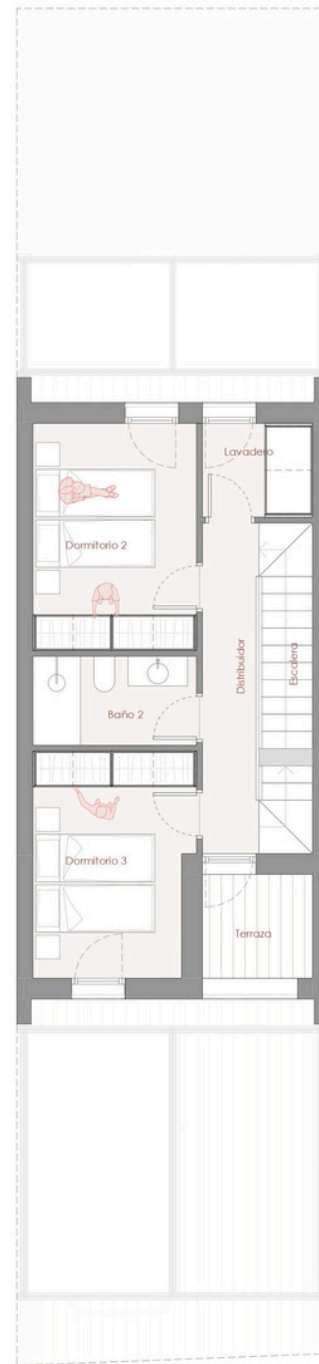 Lavadero
Dormitorio 2
Distribuidor
Escalera
Baño 2
Dormitorio 3
Terraza